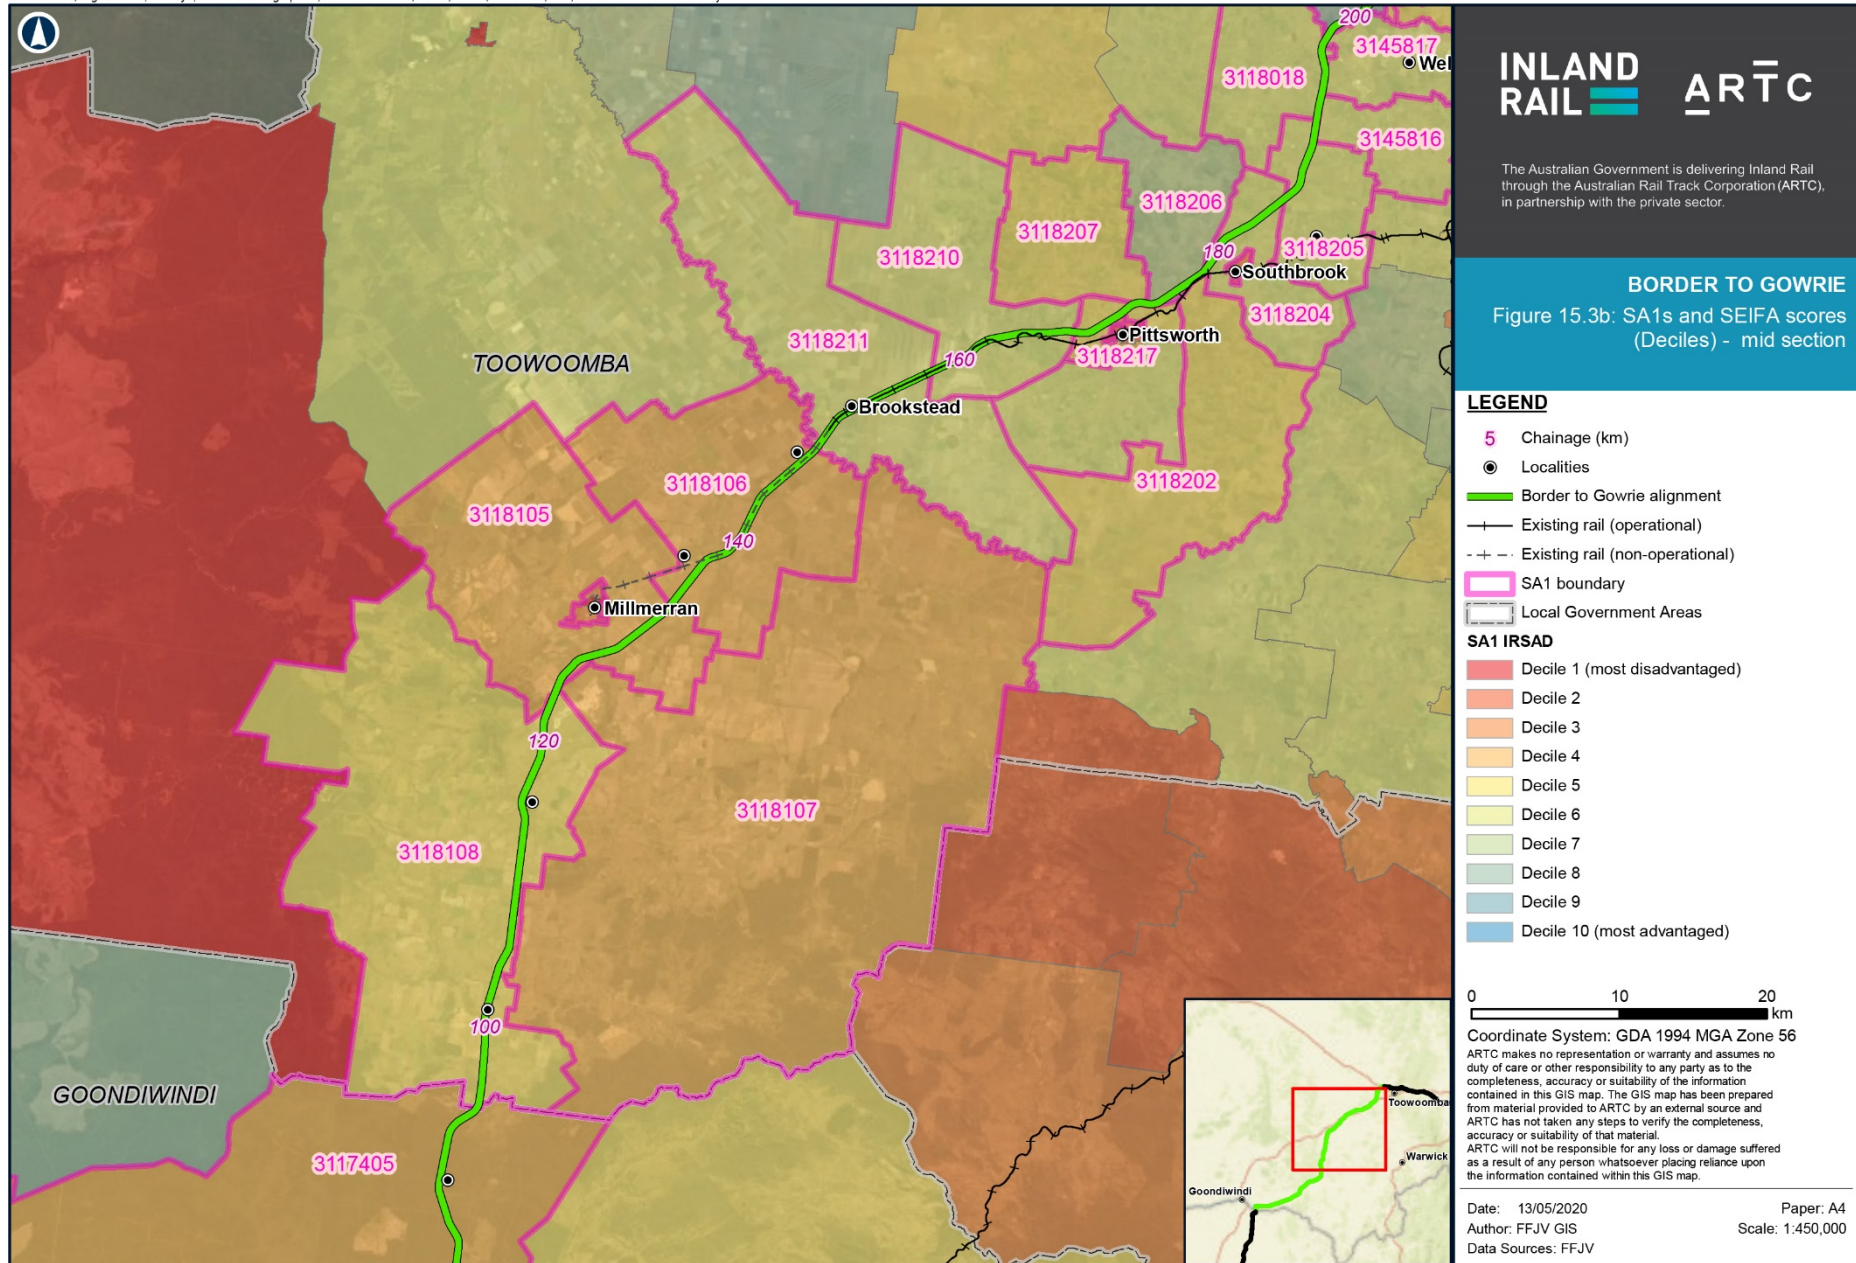 200
3145817
Wel
3118018
3145816
3118206
3118207
3118210
3118205
180
Southbrook
3118204
3118211
Pittsworth
3118217
160
TOOWOOMBA
Brookstead
3118106
3118202
3118105
140
Millmerran
120
3118107
3118108
100
GOONDIWINDI
3117405
Toowoomba
Warwick
Goondiwindi
INLAND
RAIL
ARTC
The Australian Government is delivering Inland Rail
through the Australian Rail Track Corporation (ARTC),
in partnership with the private sector.
BORDER TO GOWRIE
Figure 15.3b: SA1s and SEIFA scores
(Deciles) - mid section
LEGEND
5 Chainage (km)
Localities
Border to Gowrie alignment
Existing rail (operational)
Existing rail (non-operational)
SA1 boundary
Local Government Areas
SA1 IRSAD
Decile 1 (most disadvantaged)
Decile 2
Decile 3
Decile 4
Decile 5
Decile 6
Decile 7
Decile 8
Decile 9
Decile 10 (most advantaged)
0 10 20
km
Coordinate System: GDA 1994 MGA Zone 56
ARTC makes no representation or warranty and assumes no
duty of care or other responsibility to any party as to the
completeness, accuracy or suitability of the information
contained in this GIS map. The GIS map has been prepared
from material provided to ARTC by an external source and
ARTC has not taken any steps to verify the completeness,
accuracy or suitability of that material.
ARTC will not be responsible for any loss or damage suffered
as a result of any person whatsoever placing reliance upon
the information contained within this GIS map.
Date: 13/05/2020 Paper: A4
Author: FFJV GIS Scale: 1:450,000
Data Sources: FFJV